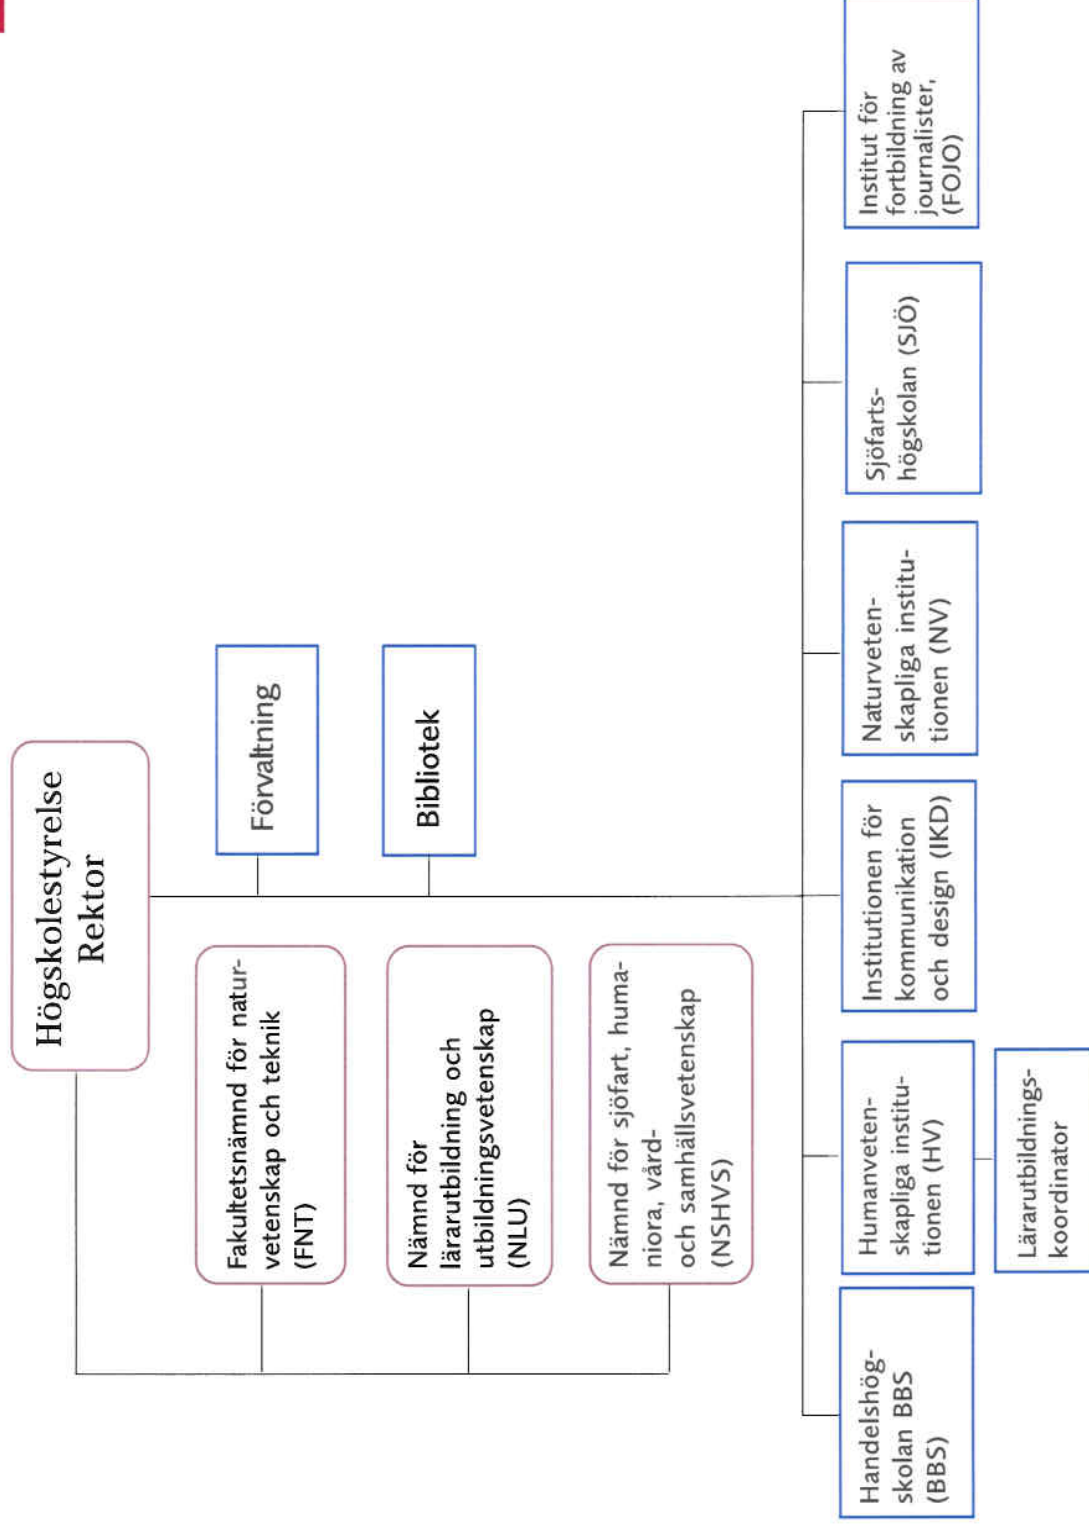 Högskolestyrelse
Rektor
Förvaltning
Bibliotek
Fakultetsnämnd för natur-
vetenskap och teknik
(FNT)
Nämnd för
lärarutbildning och
utbildningsvetenskap
(NLU)
Nämnd för sjöfart, huma-
niora, vård-
och samhällsvetenskap
(NSHVS)
Handelshög-
skolan BBS
(BBS)
Humanveten-
skapliga institu-
tionen (HV)
Institutionen för
kommunikation
och design (IKD)
Naturveten-
skapliga institu-
tionen (NV)
Sjöfarts-
högskolan (SJÖ)
Institut för
fortbildning av
journalister,
(FOJO)
Lärarutbildnings-
koordinator